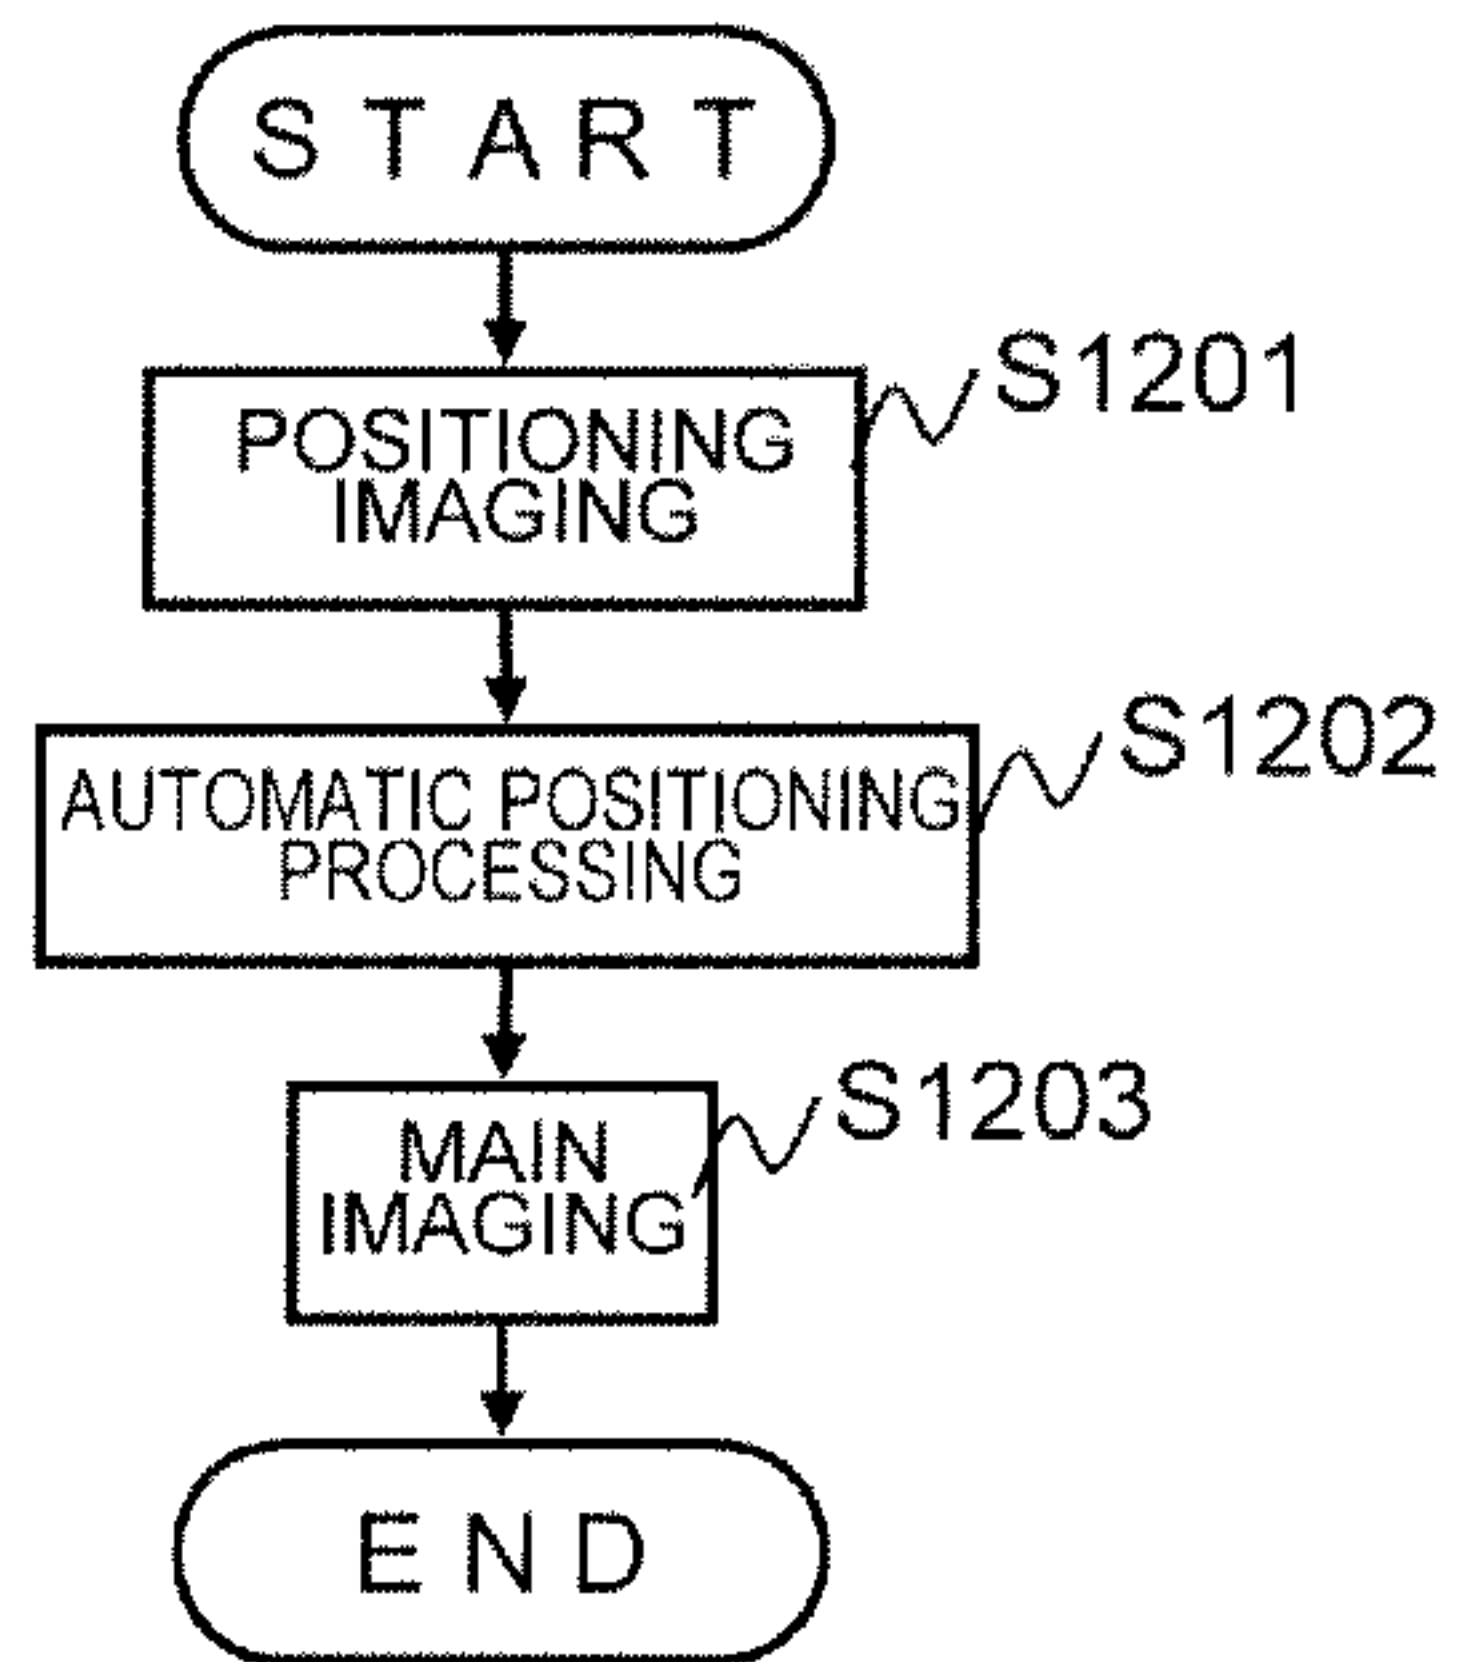 START
POSITIONING
IMAGING
S1201
AUTOMATIC POSITIONING
PROCESSING
S1202
MAIN
IMAGING
S1203
END